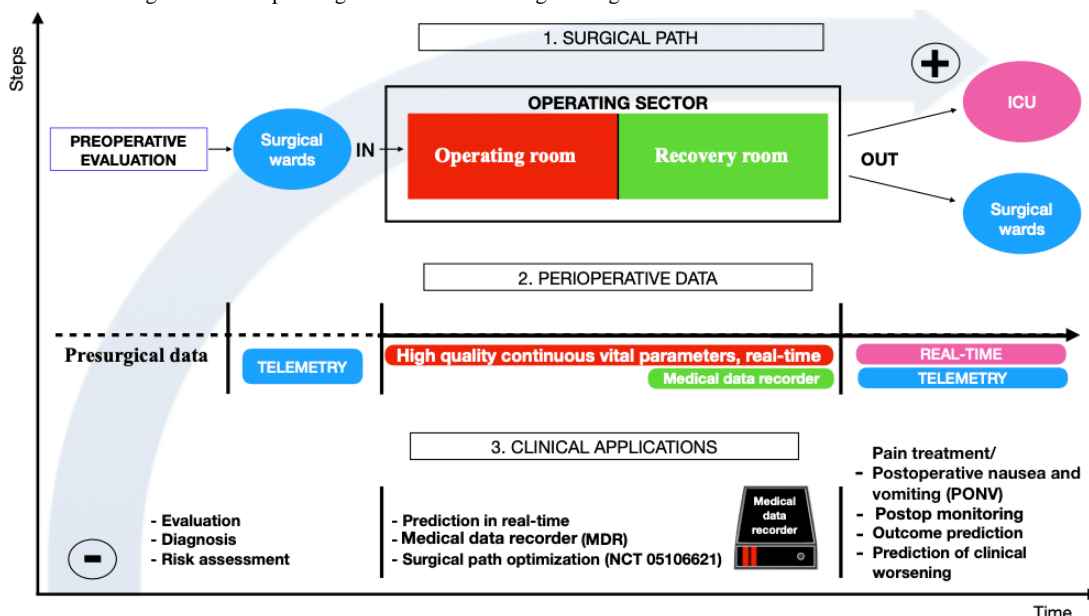 Steps
1. SURGICAL PATH
+
PREOPERATIVE
EVALUATION
Surgical
wards
IN
OPERATING SECTOR
Operating room
Recovery room
OUT
ICU
Surgical
wards
2. PERIOPERATIVE DATA
Presurgical data
TELEMETRY
High quality continuous vital parameters, real-time
Medical data recorder
REAL-TIME
TELEMETRY
3. CLINICAL APPLICATIONS
-
- Evaluation
- Diagnosis
- Risk assessment
- Prediction in real-time
- Medical data recorder (MDR)
- Surgical path optimization (NCT 05106621)
Medical
data
recorder
Pain treatment/
- Postoperative nausea and
vomiting (PONV)
- Postop monitoring
- Outcome prediction
- Prediction of clinical
worsening
Time